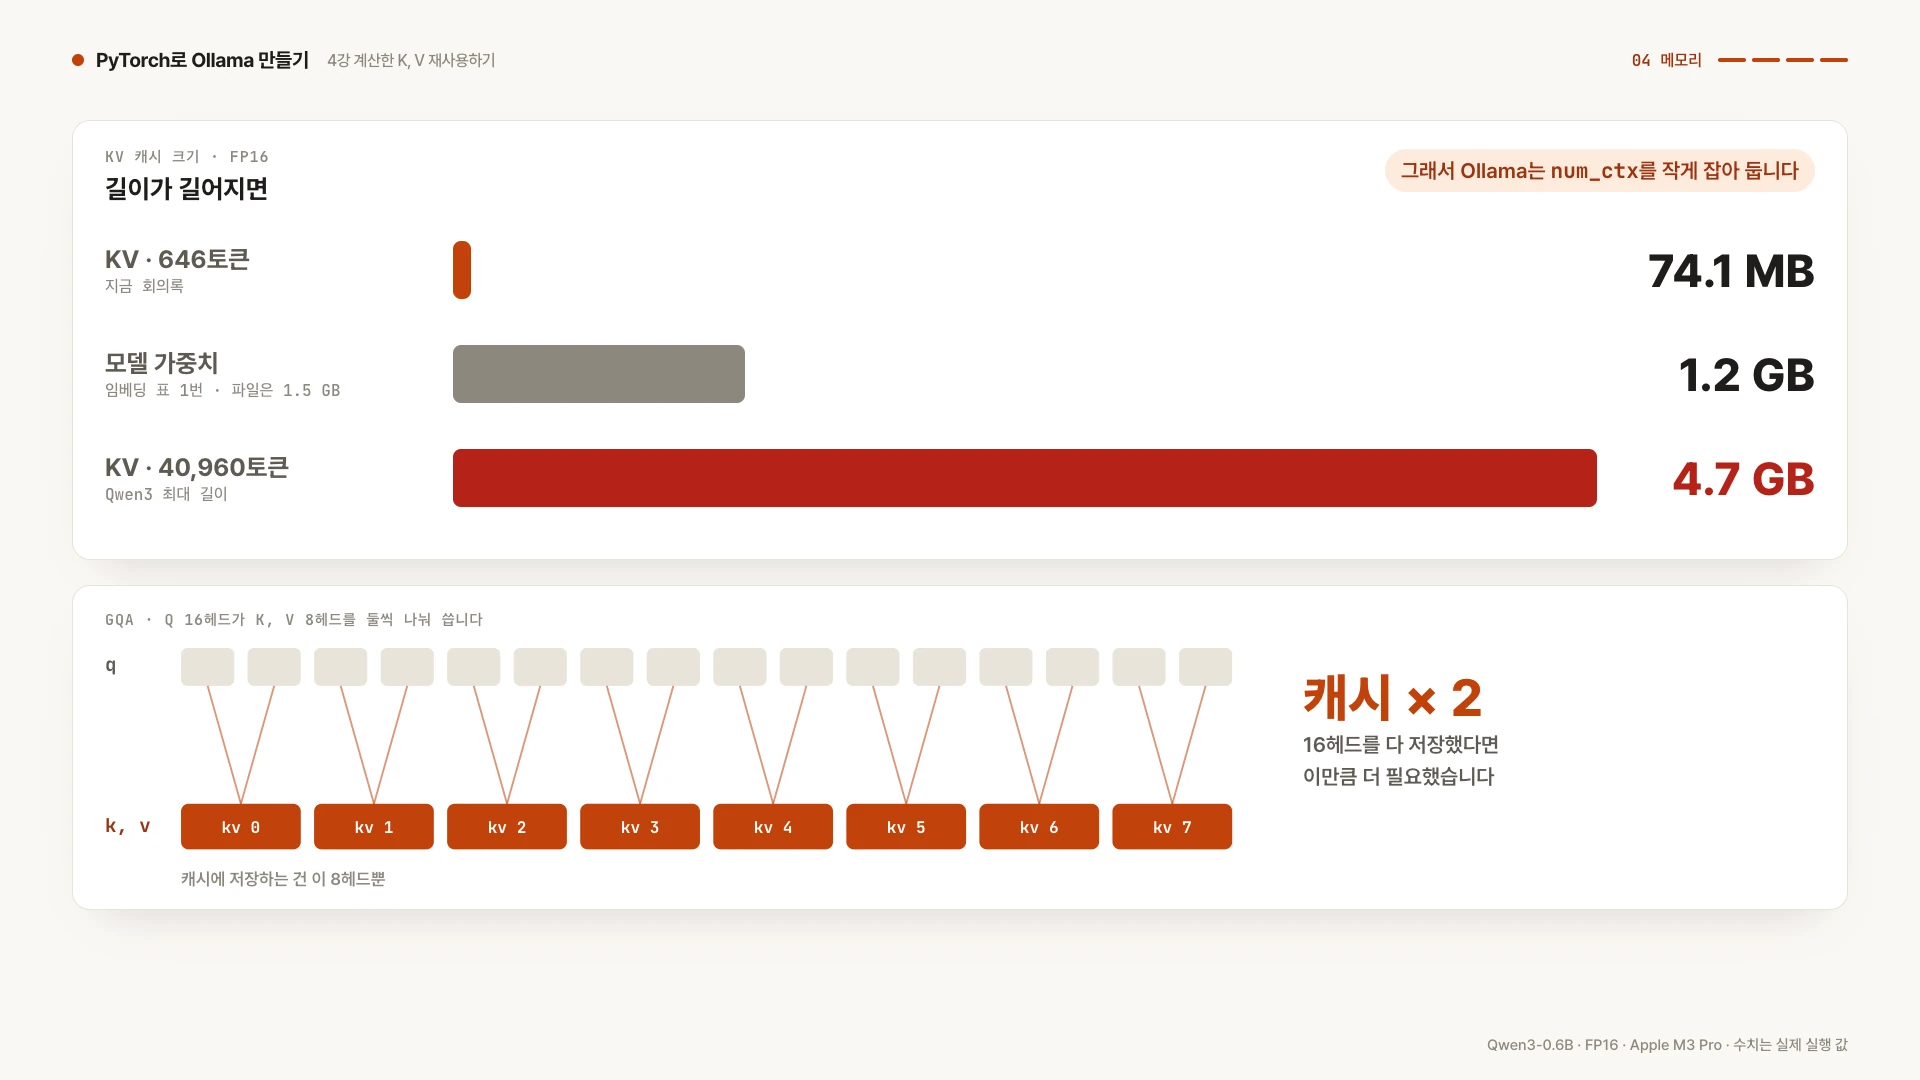 PyTorch로 Ollama 만들기 4강 계산한 K, V 재사용하기
04 메모리
KV 캐시 크기 · FP16
길이가 길어지면
그래서 Ollama는 num_ctx를 작게 잡아 둡니다
KV · 646토큰
지금 회의록
74.1 MB
모델 가중치
임베딩 표 1번 · 파일은 1.5 GB
1.2 GB
KV · 40,960토큰
Qwen3 최대 길이
4.7 GB
GQA · Q 16헤드가 K, V 8헤드를 둘씩 나눠 씁니다
q
k, v
kv 0
kv 1
kv 2
kv 3
kv 4
kv 5
kv 6
kv 7
캐시에 저장하는 건 이 8헤드뿐
캐시 × 2
16헤드를 다 저장했다면
이만큼 더 필요했습니다
Qwen3-0.6B · FP16 · Apple M3 Pro · 수치는 실제 실행 값